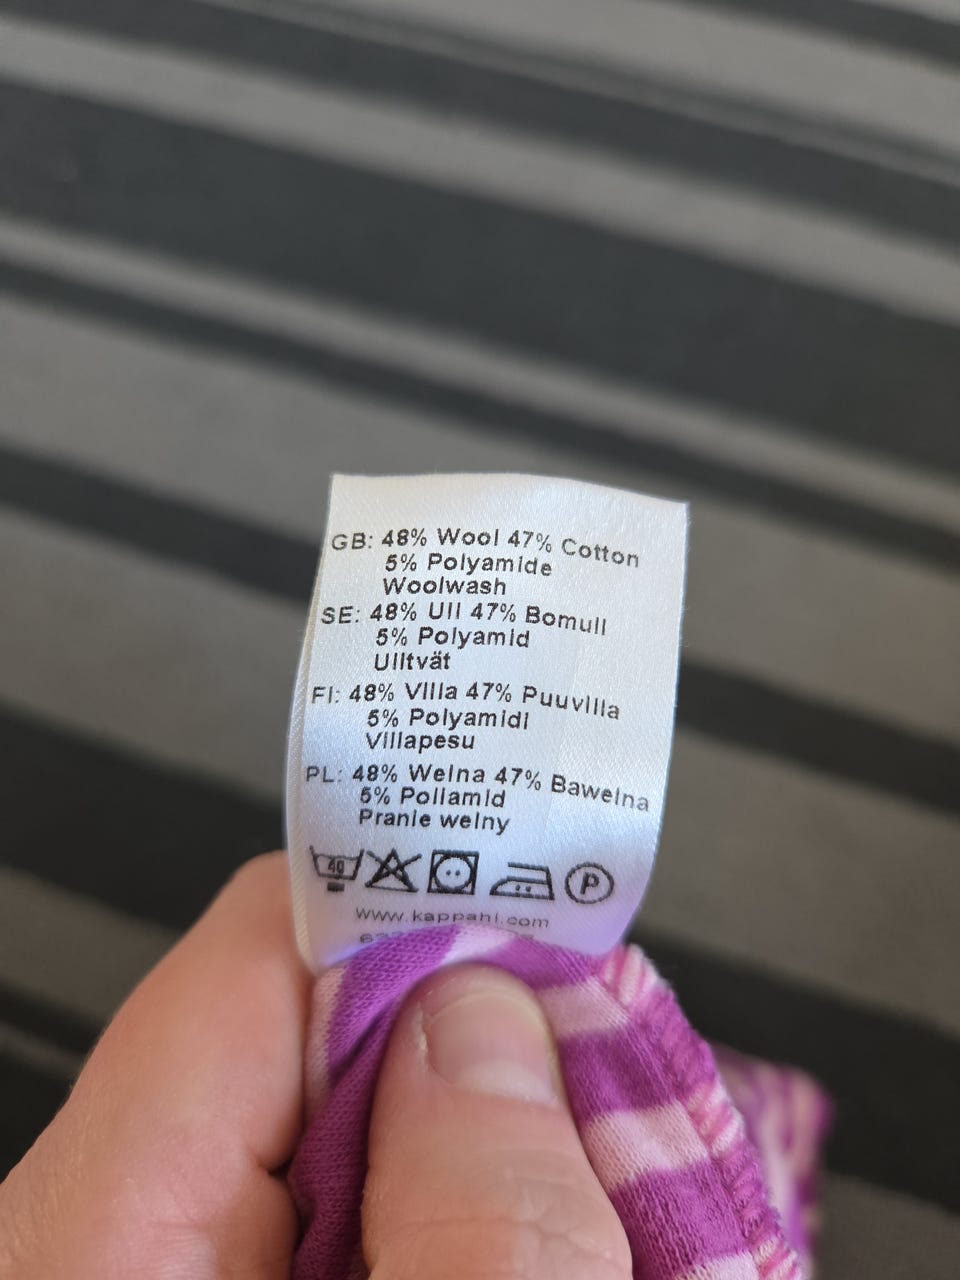 GB: 48% Wool 47% Cotton
5% Polyamide
Woolwash
SE: 48% Ull 47% Bomull
5% Polyamid
Ulltvät
FI: 48% Villa 47% Puuvilla
5% Polyamidi
Villapesu
PL: 48% Welna 47% Bawelna
5% Poliamid
Pranie welny
40 P
www.kappahl.com